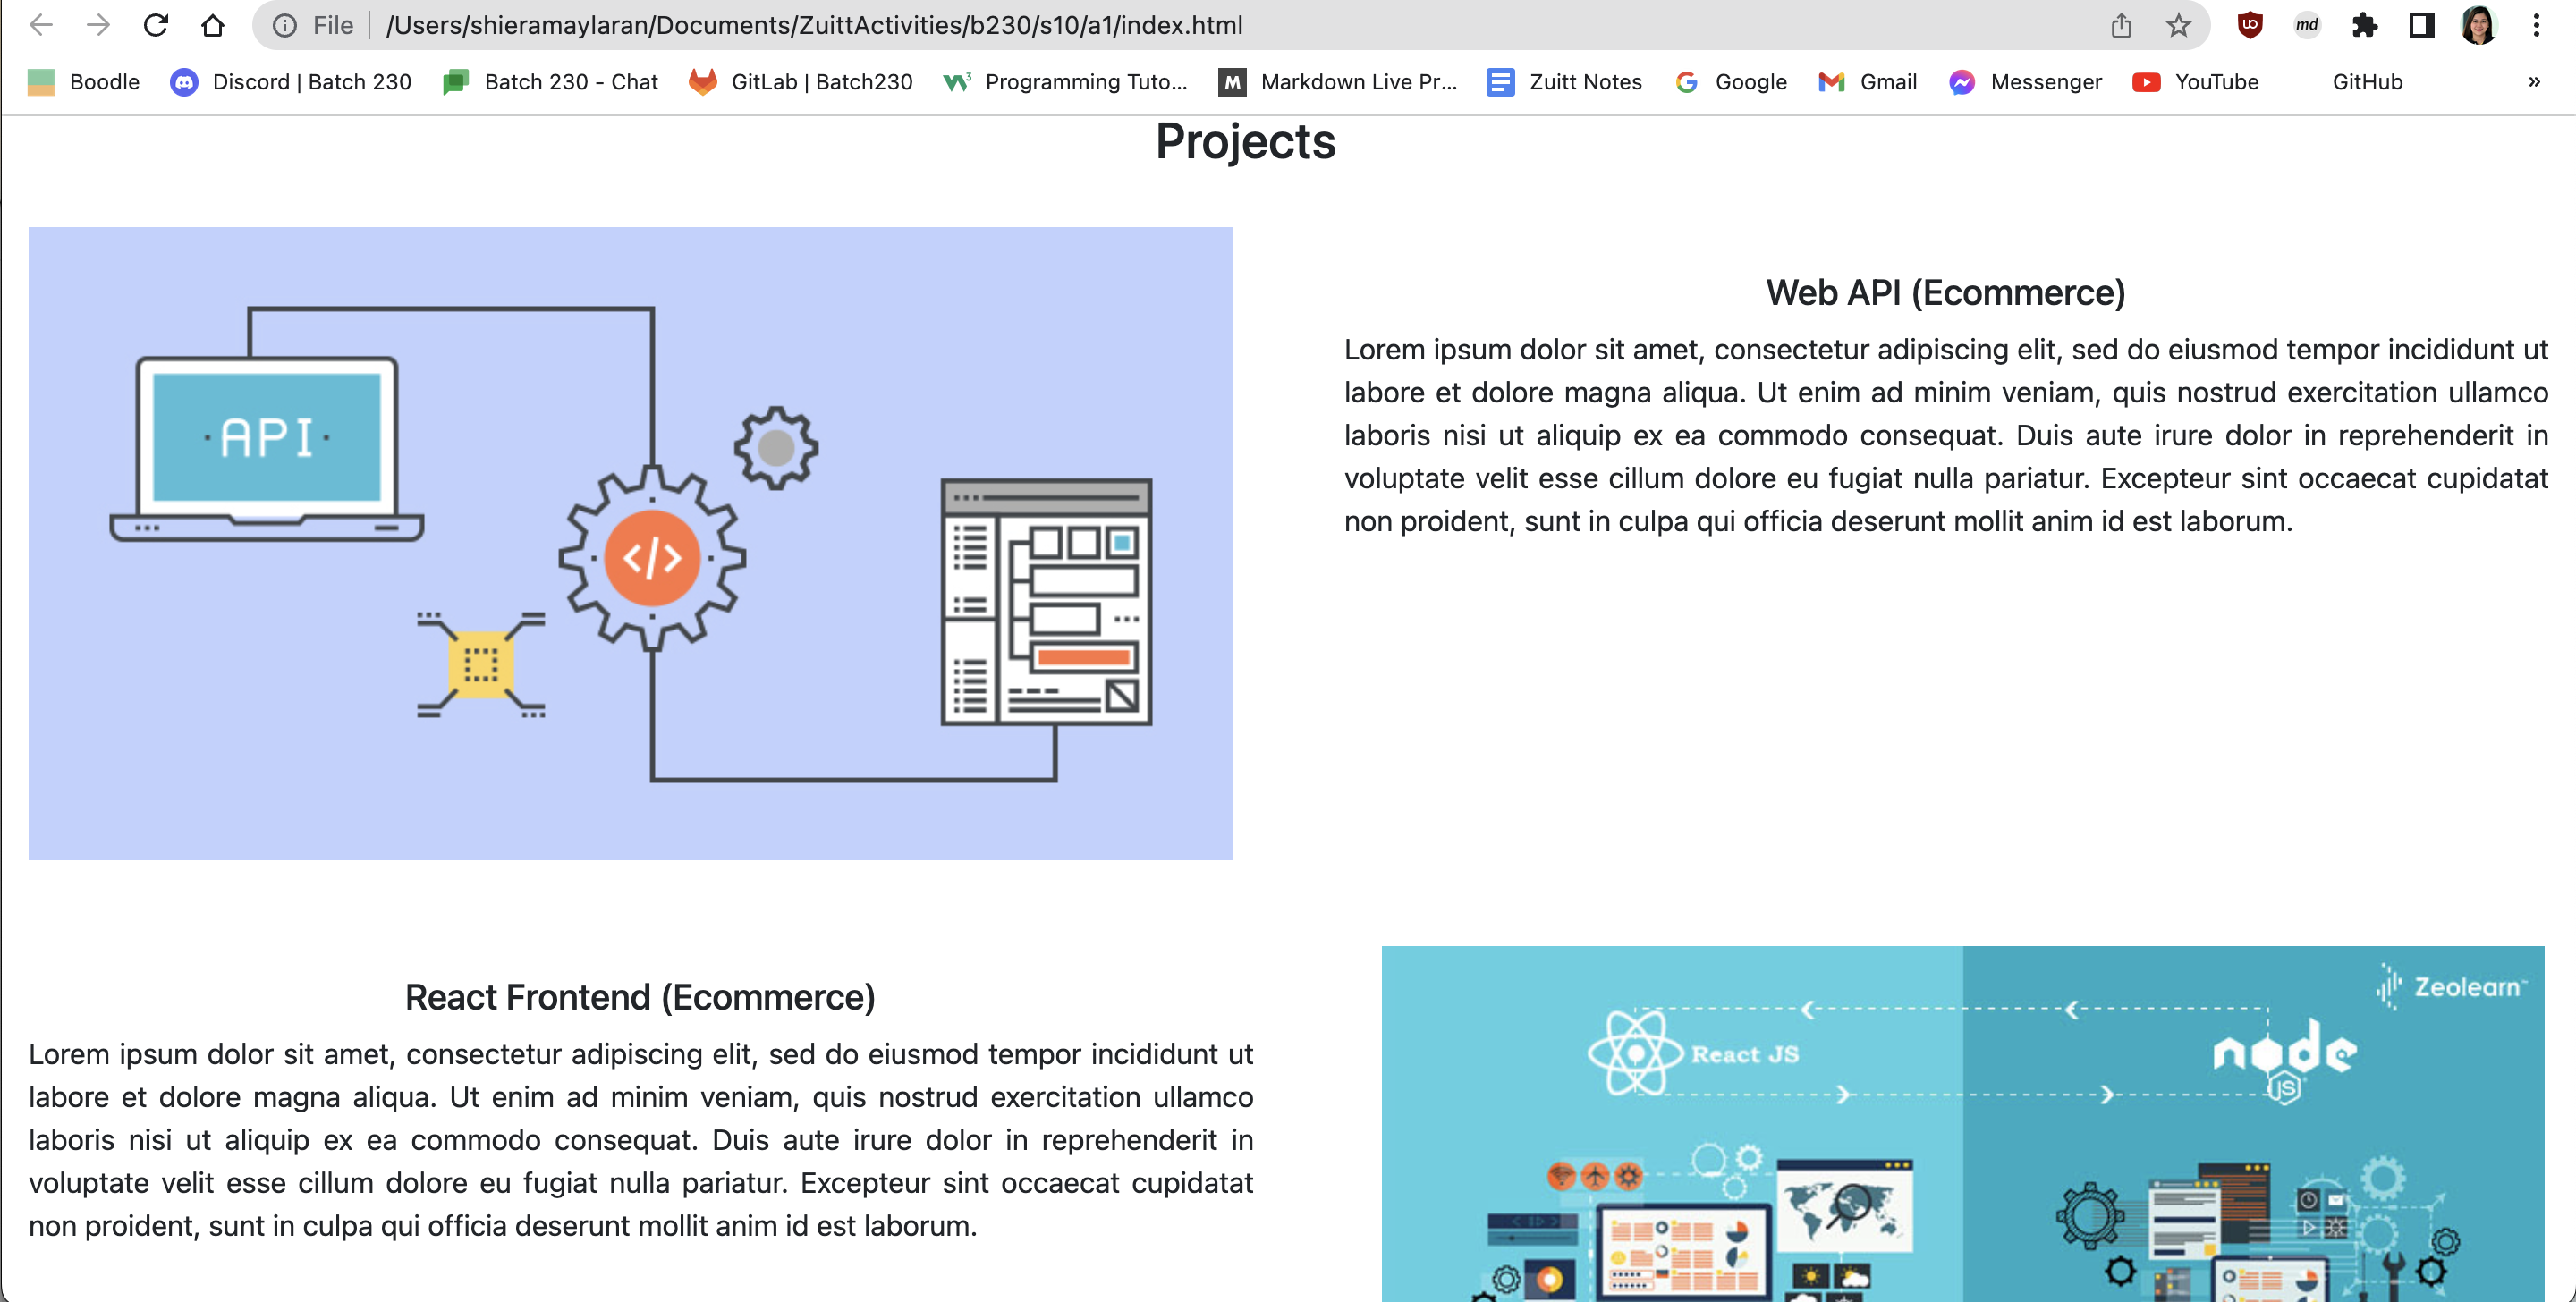 File /Users/shieramaylaran/Documents/ZuittActivities/b230/s10/a1/index.html
md
Boodle Discord | Batch 230 Batch 230 - Chat GitLab | Batch230 Programming Tuto... Markdown Live Pr... Zuitt Notes Google Gmail Messenger YouTube GitHub »
Projects
API
</>
Web API (Ecommerce)
Lorem ipsum dolor sit amet, consectetur adipiscing elit, sed do eiusmod tempor incididunt ut
labore et dolore magna aliqua. Ut enim ad minim veniam, quis nostrud exercitation ullamco
laboris nisi ut aliquip ex ea commodo consequat. Duis aute irure dolor in reprehenderit in
voluptate velit esse cillum dolore eu fugiat nulla pariatur. Excepteur sint occaecat cupidatat
non proident, sunt in culpa qui officia deserunt mollit anim id est laborum.
React Frontend (Ecommerce)
Lorem ipsum dolor sit amet, consectetur adipiscing elit, sed do eiusmod tempor incididunt ut
labore et dolore magna aliqua. Ut enim ad minim veniam, quis nostrud exercitation ullamco
laboris nisi ut aliquip ex ea commodo consequat. Duis aute irure dolor in reprehenderit in
voluptate velit esse cillum dolore eu fugiat nulla pariatur. Excepteur sint occaecat cupidatat
non proident, sunt in culpa qui officia deserunt mollit anim id est laborum.
Zeolearn
React JS
node
JS